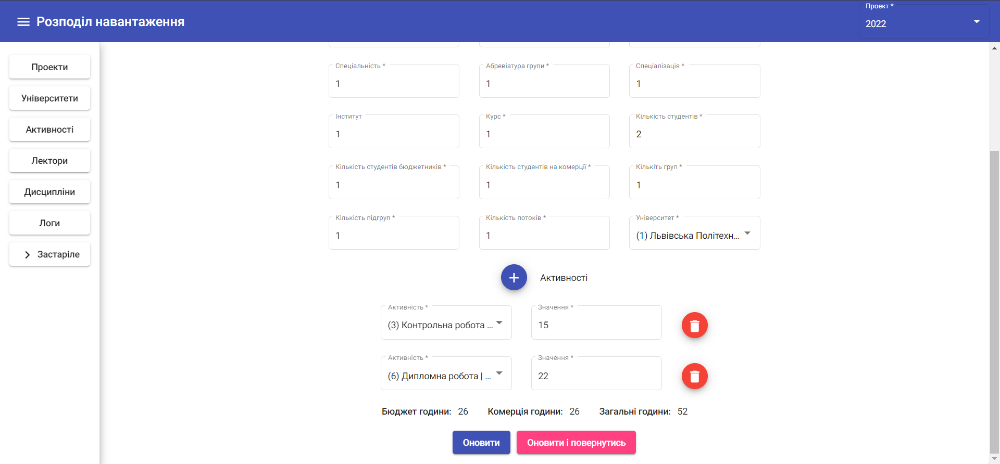 Розподіл навантаження
Проект *
2022
Проекти
Університети
Активності
Лектори
Дисципліни
Логи
Застаріле
Спеціальність *
1
Абревіатура групи *
1
Спеціалізація *
1
Інститут
1
Курс *
1
Кількість студентів *
2
Кількість студентів бюджетників *
1
Кількість студентів на комерції *
1
Кількіть груп *
1
Кількість підгруп *
1
Кількість потоків *
1
Університет *
(1) Львівська Політехн...
Активності
Активність *
(3) Контрольна робота ...
Значення *
15
Активність *
(6) Дипломна робота | ...
Значення *
22
Бюджет години: 26 Комерція години: 26 Загальні години: 52
Оновити
Оновити і повернутись